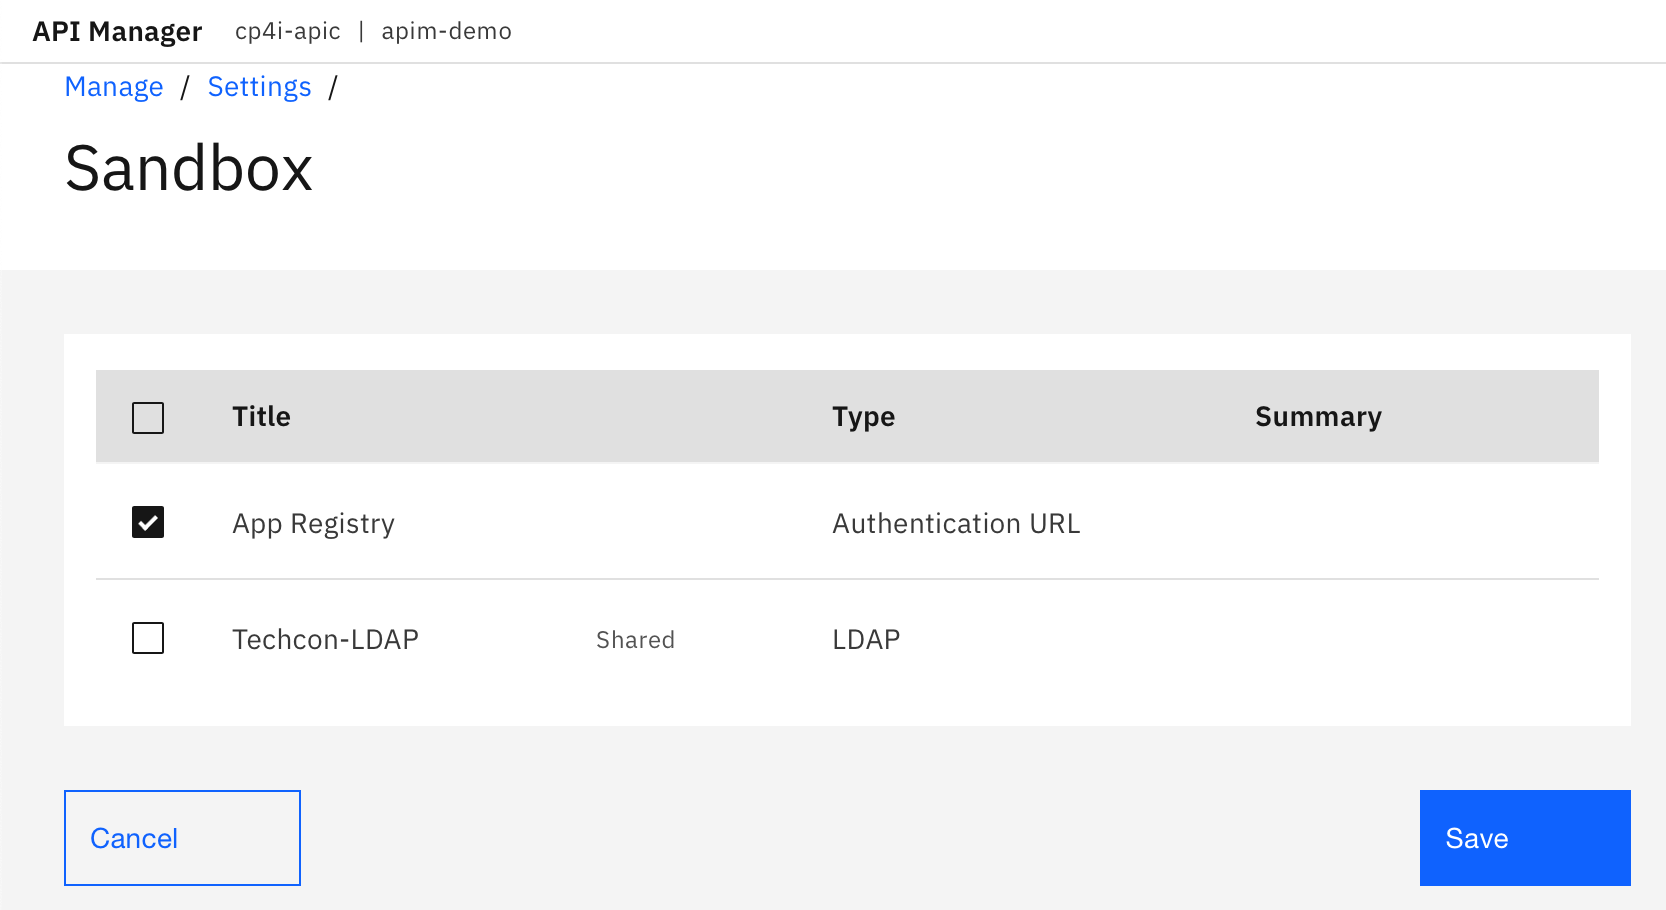 API Manager cp4i-apic | apim-demo
Manage / Settings /
Sandbox
Title Type Summary
App Registry Authentication URL
Techcon-LDAP Shared LDAP
Cancel Save